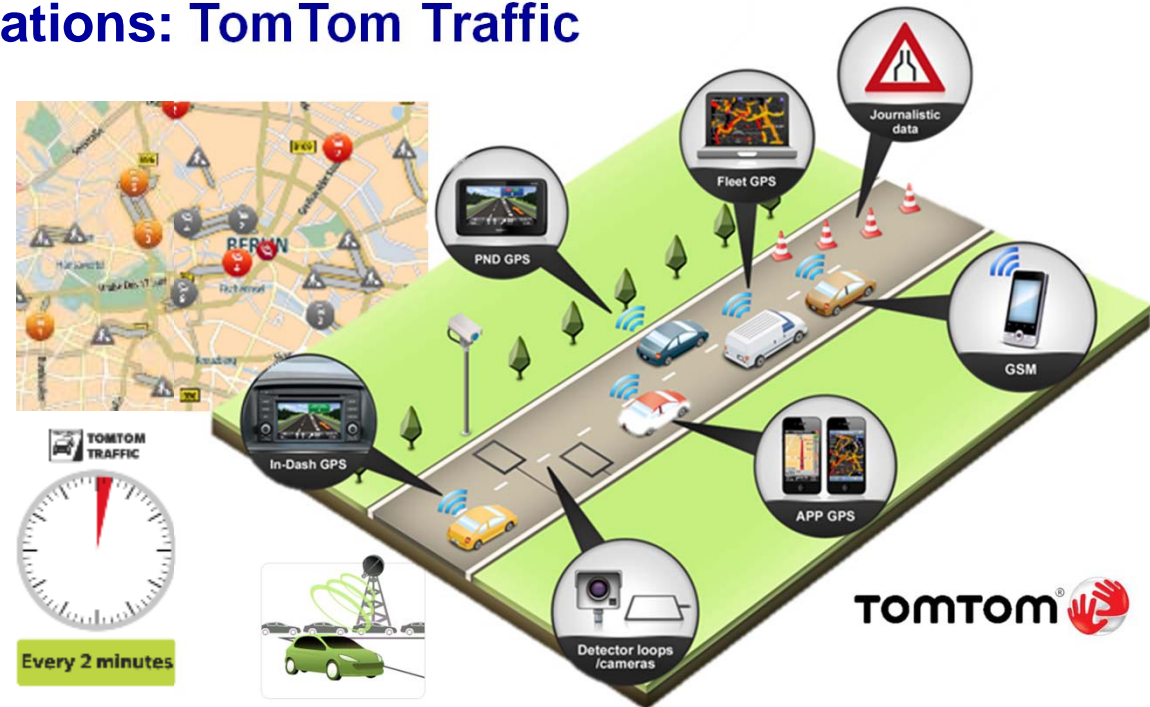 ations: TomTom Traffic
Journalistic
data
Fleet GPS
PND GPS
BERLIN
GSM
In-Dash GPS
TOMTOM
TRAFFIC
APP GPS
Every 2 minutes
Detector loops
/cameras
TOMTOM®